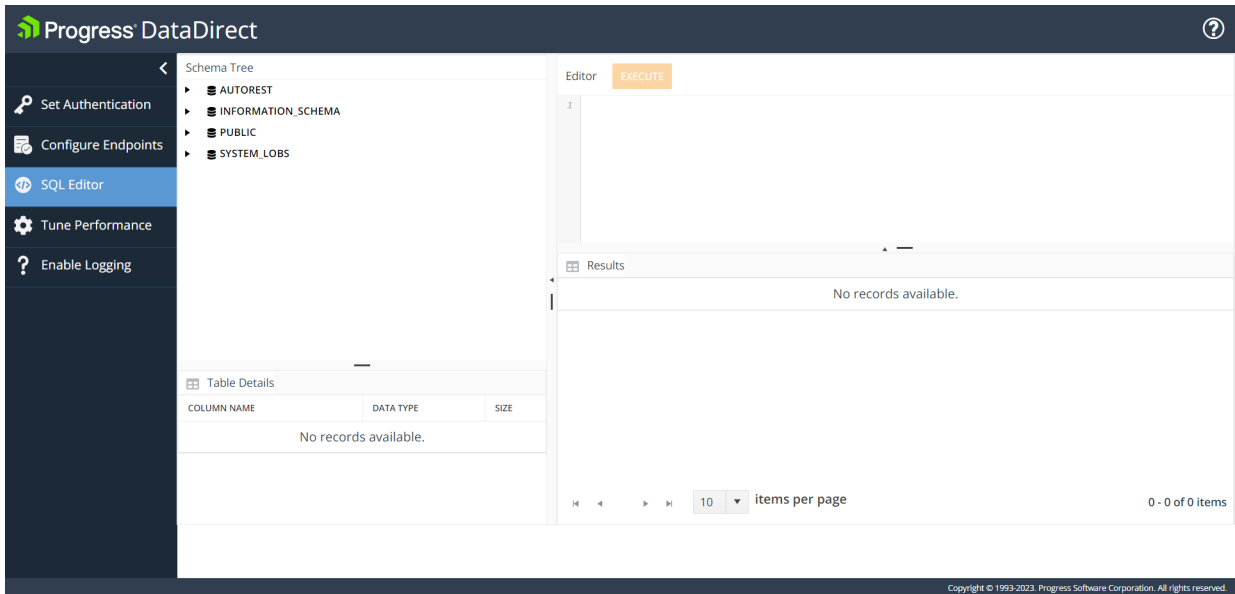 Progress® DataDirect
Set Authentication
Configure Endpoints
SQL Editor
Tune Performance
Enable Logging
Schema Tree
AUTOREST
INFORMATION_SCHEMA
PUBLIC
SYSTEM_LOBS
Table Details
COLUMN NAME DATA TYPE SIZE
No records available.
Editor EXECUTE
1
Results
No records available.
10 items per page 0 - 0 of 0 items
Copyright © 1993-2023. Progress Software Corporation. All rights reserved.